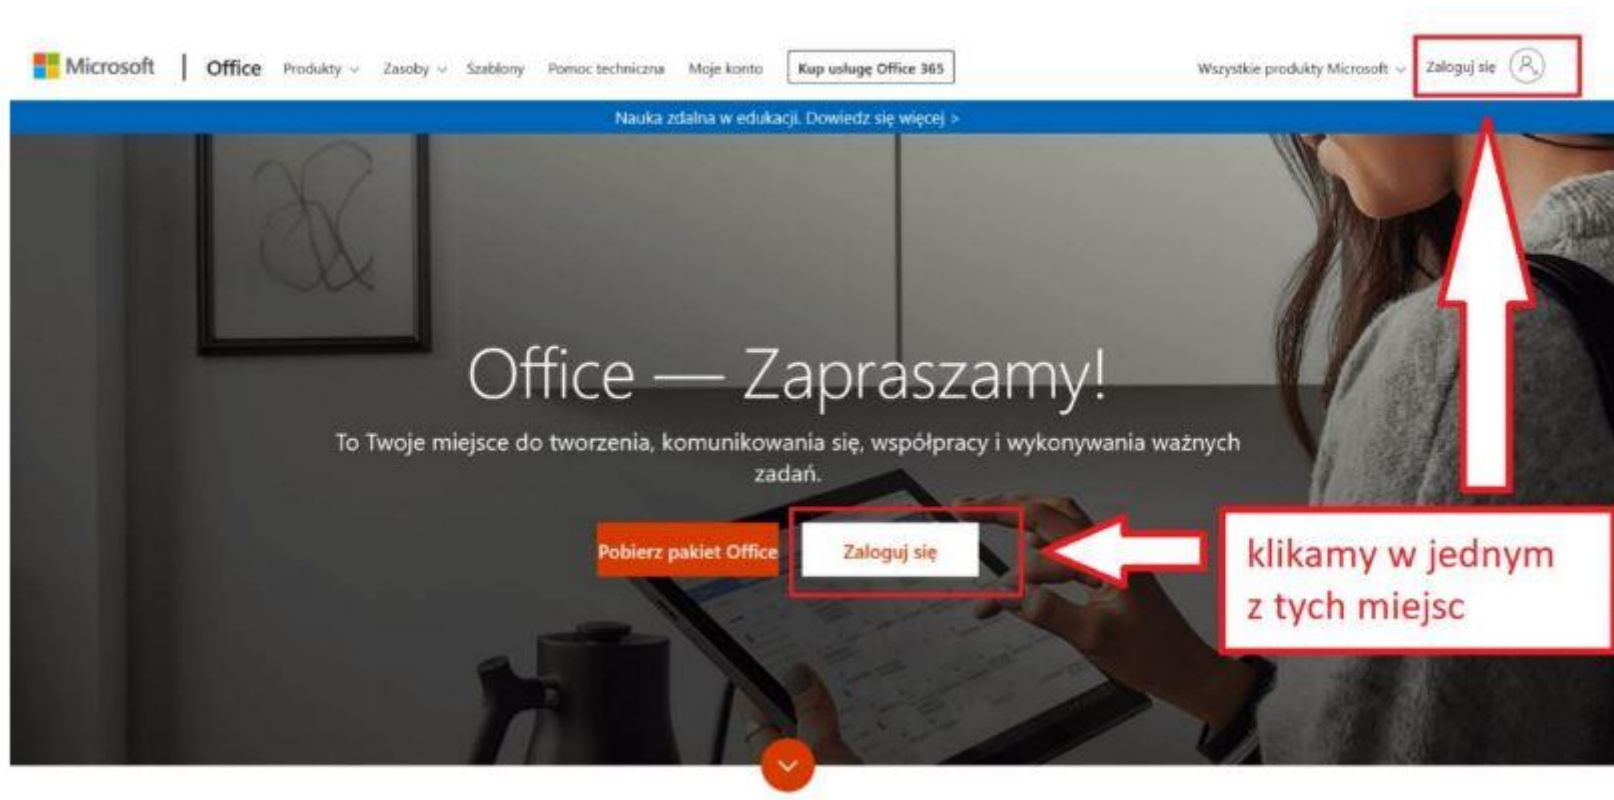 Microsoft | Office Produkty Zasoby Szablony Pomoc techniczna Moje konto Kup usługę Office 365 Wszystkie produkty Microsoft Zaloguj się
Nauka zdalna w edukacji. Dowiedz się więcej >
Office — Zapraszamy!
To Twoje miejsce do tworzenia, komunikowania się, współpracy i wykonywania ważnych
zadań.
Pobierz pakiet Office Zaloguj się
klikamy w jednym
z tych miejsc